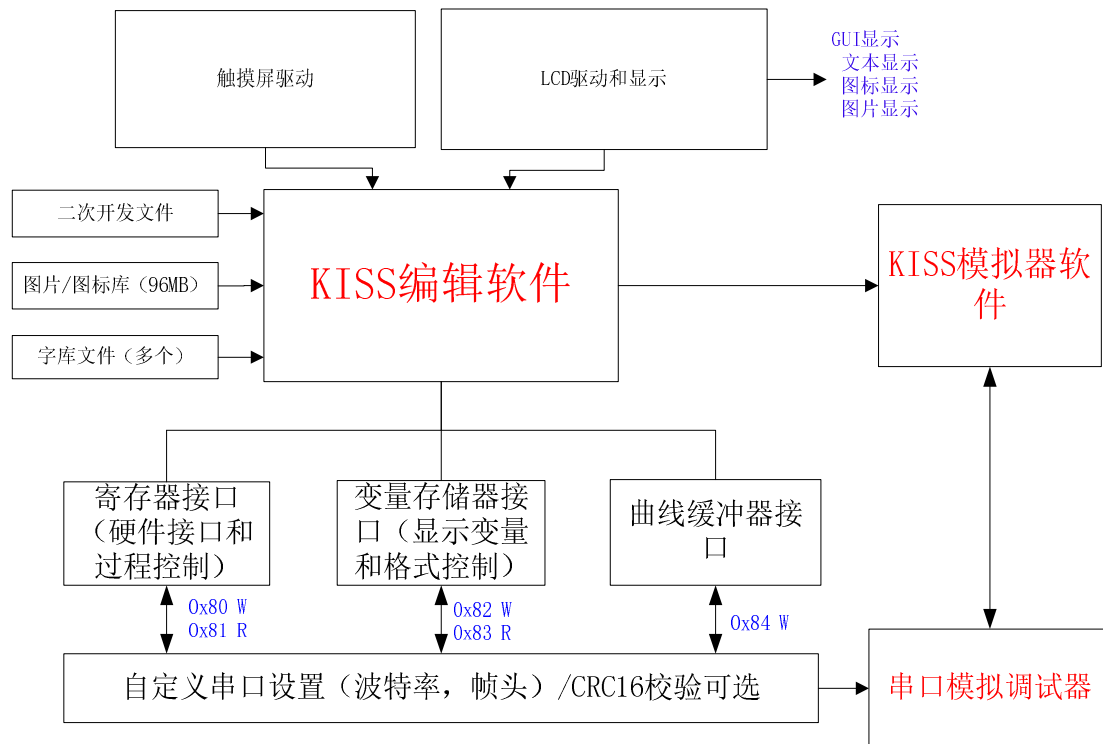 触摸屏驱动
LCD驱动和显示
GUI显示
文本显示
图标显示
图片显示
二次开发文件
图片/图标库（96MB）
字库文件（多个）
KISS编辑软件
KISS模拟器软
件
寄存器接口
（硬件接口和
过程控制）
变量存储器接
口（显示变量
和格式控制）
曲线缓冲器接
口
0x80 W
0x81 R
0x82 W
0x83 R
0x84 W
自定义串口设置（波特率，帧头）/CRC16校验可选
串口模拟调试器